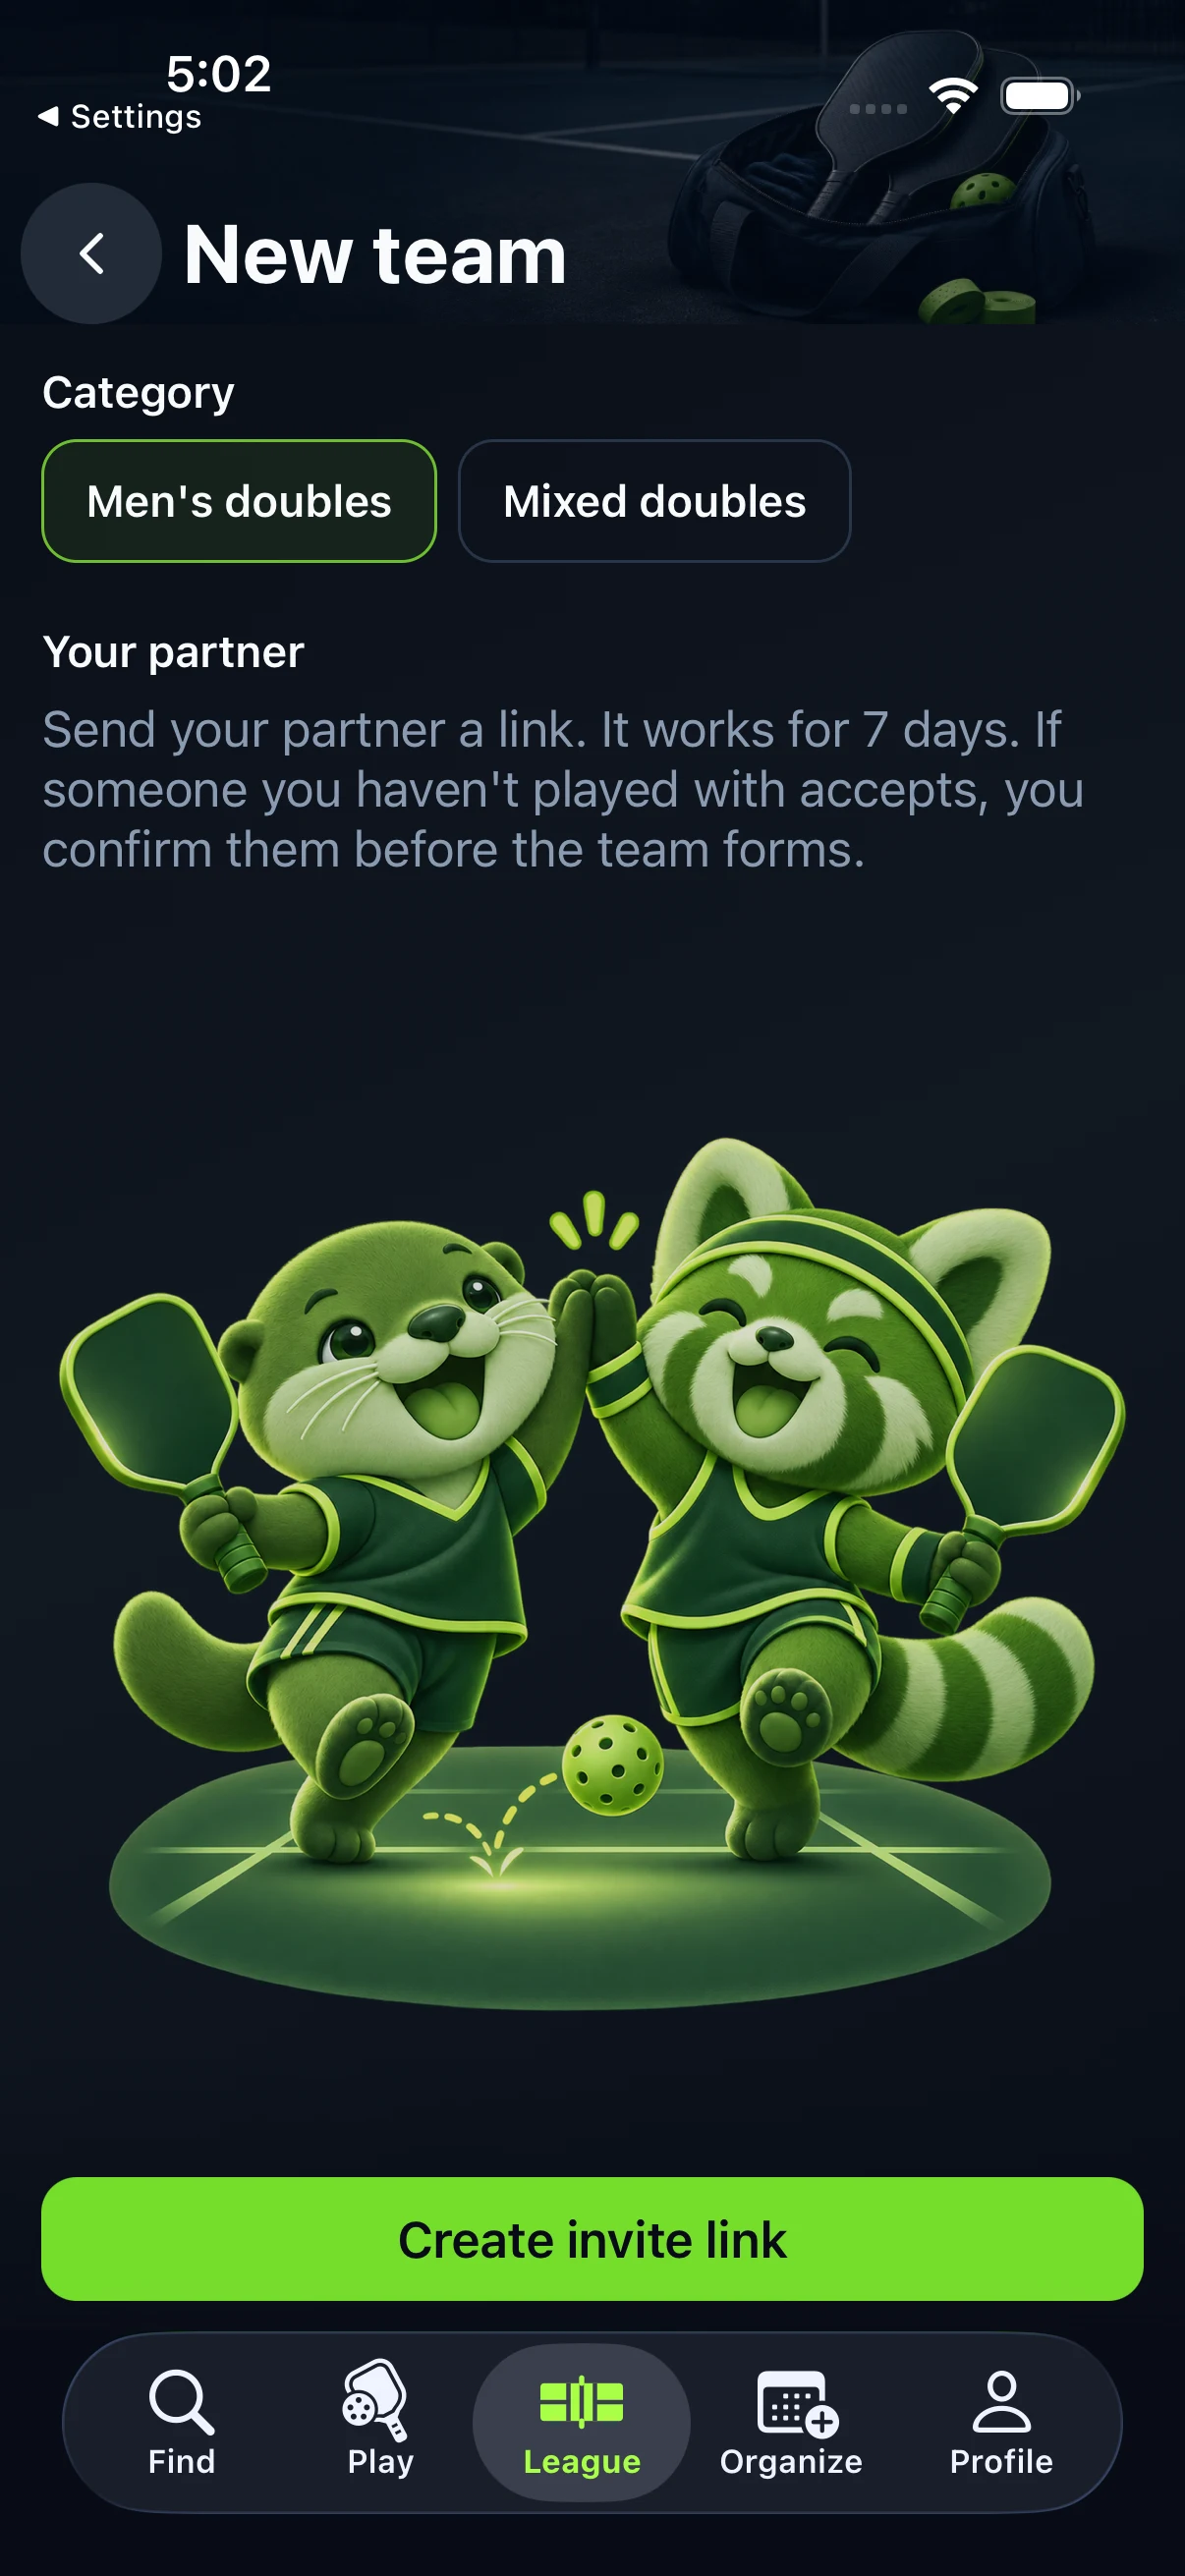 5:02
Settings
New team
Category
Men's doubles
Mixed doubles
Your partner
Send your partner a link. It works for 7 days. If
someone you haven't played with accepts, you
confirm them before the team forms.
Create invite link
Find
Play
League
Organize
Profile